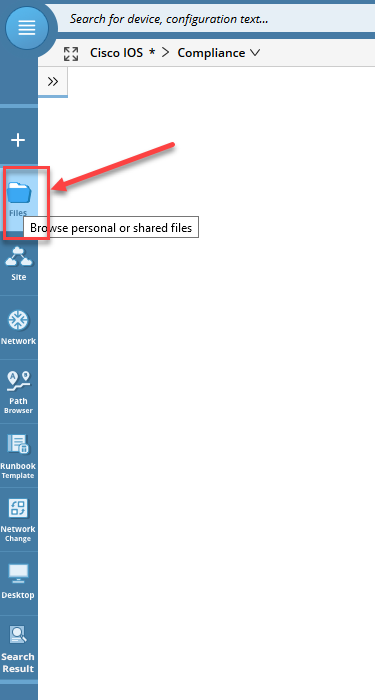 Search for device, configuration text...
Cisco IOS * > Compliance
Files
Browse personal or shared files
Site
Network
Path
Browser
Runbook
Template
Network
Change
Desktop
Search
Result